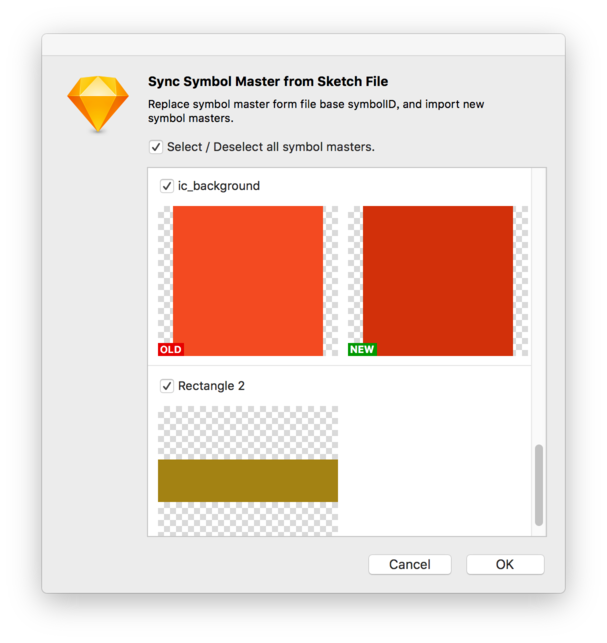 Sync Symbol Master from Sketch File
Replace symbol master form file base symbolID, and import new
symbol masters.
Select / Deselect all symbol masters.
ic_background
OLD
NEW
Rectangle 2
Cancel
OK